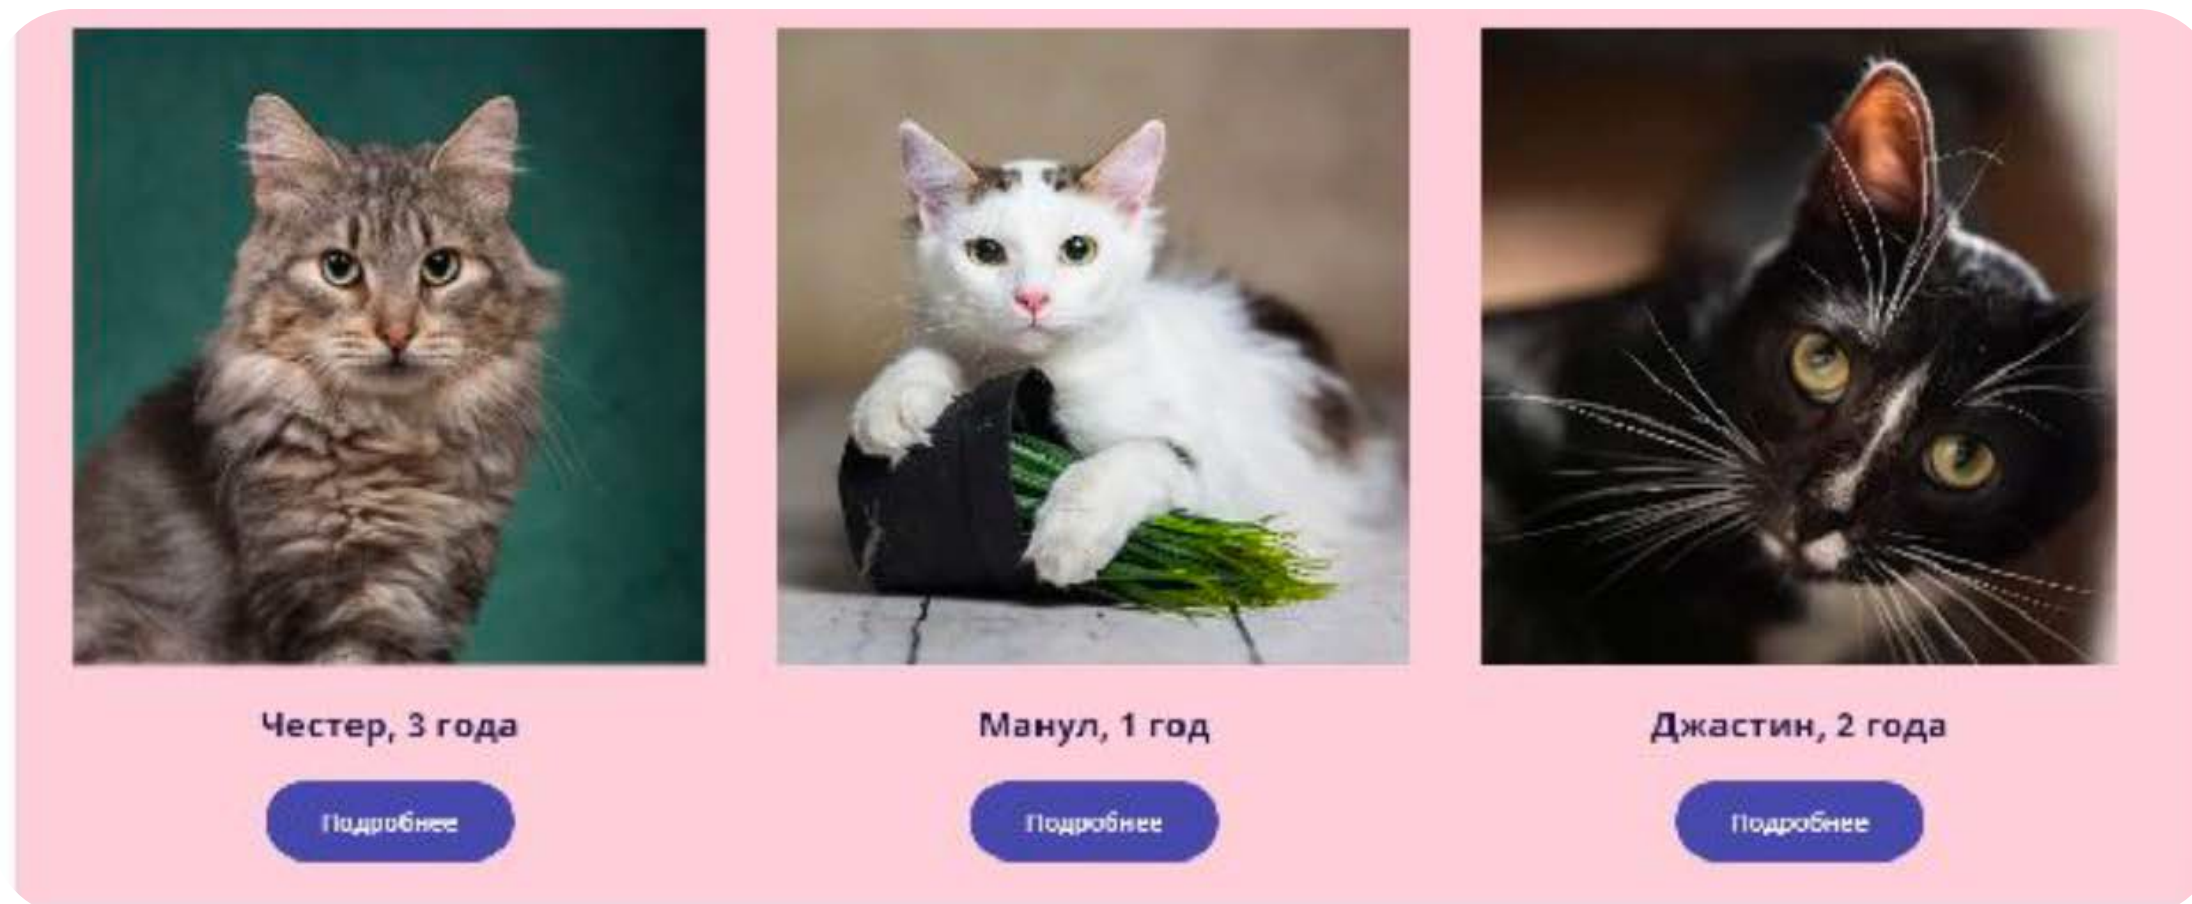 Честер, 3 года
Манул, 1 год
Джастин, 2 года
Подробнее
Подробнее
Подробнее